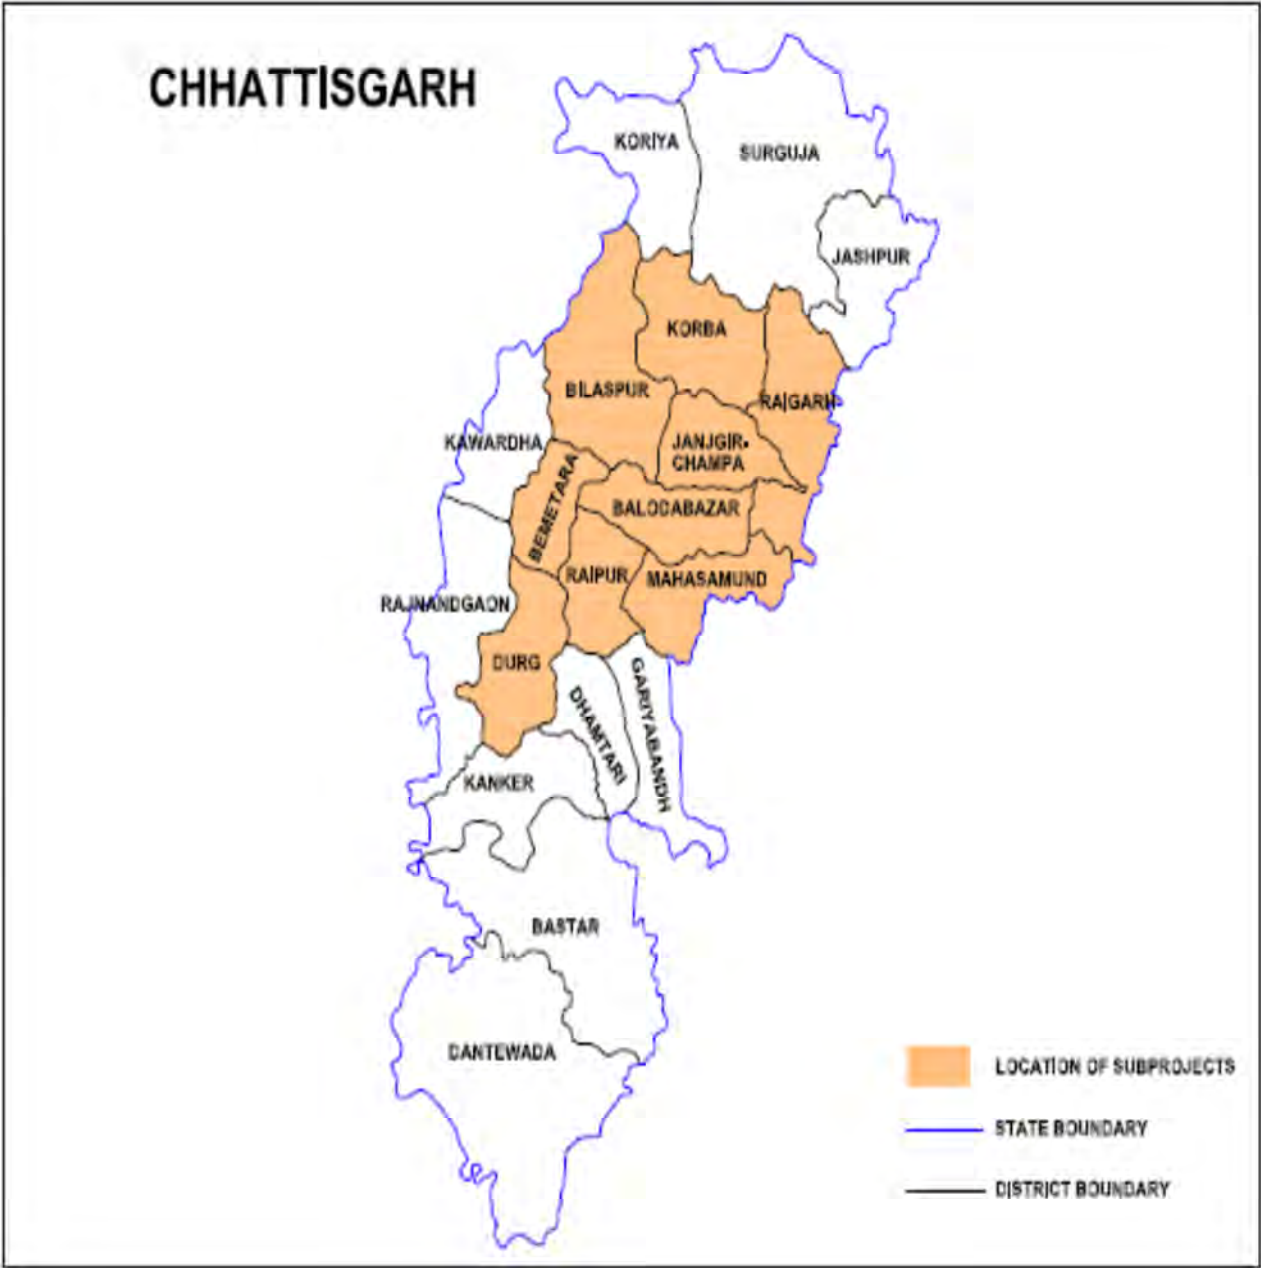 CHHATTISGARH
KORIYA
SURGUJA
JASHPUR
KORBA
BILASPUR
RAIGARH
KAWARDHA
JANJGIR-
CHAMPA
BEMETARA
BALODABAZAR
RAIPUR
MAHASAMUND
RAJNANDGAON
DURG
DHAMTARI
GARIYABANDH
KANKER
BASTAR
DANTEWADA
LOCATION OF SUBPROJECTS
STATE BOUNDARY
DISTRICT BOUNDARY